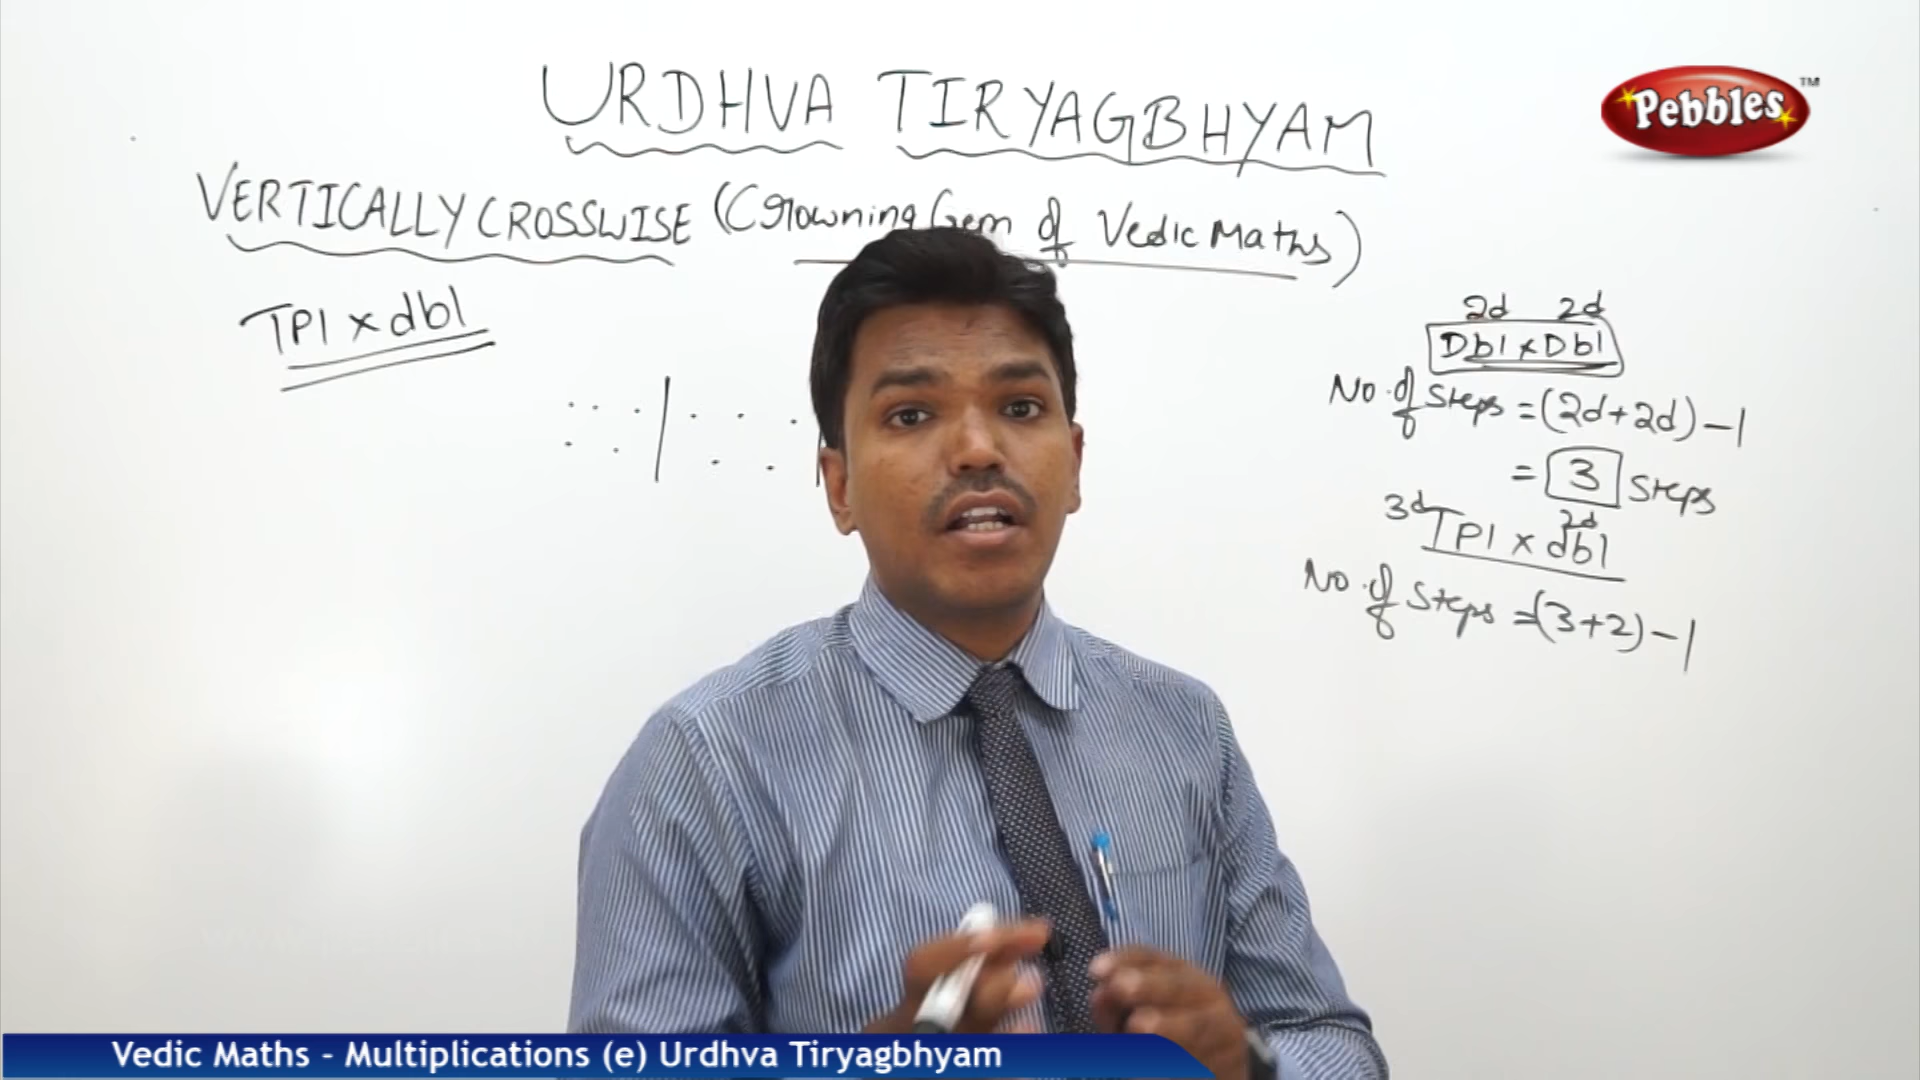 URDHVA TIRYAGBHYAM
Pebbles™
VERTICALLY CROSSWISE (Crowning Gem of Vedic Maths)
TPl x dbl
2d 2d
Dbl x Dbl
No. of Steps = (2d+2d) - 1
= 3 Steps
3d 2d
TPl x dbl
No. of Steps = (3+2) - 1
Vedic Maths - Multiplications (e) Urdhva Tiryagbhyam